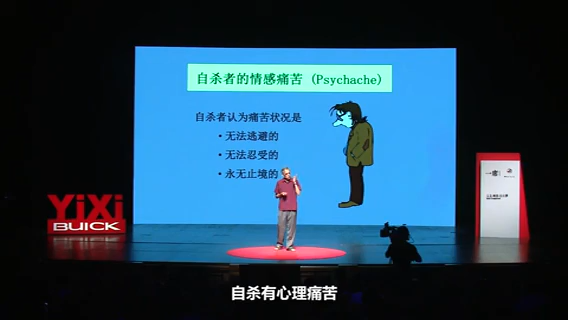 自杀者的情感痛苦 (Psychache)
自杀者认为痛苦状况是
• 无法逃避的
• 无法忍受的
• 永无止境的
YiXi
BUICK
一席
自杀有心理痛苦